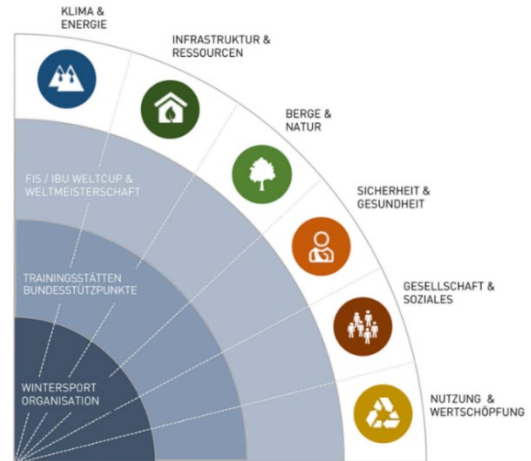 KLIMA &
ENERGIE
INFRASTRUKTUR &
RESSOURCEN
BERGE &
NATUR
SICHERHEIT &
GESUNDHEIT
GESELLSCHAFT &
SOZIALES
NUTZUNG &
WERTSCHÖPFUNG
FIS / IBU WELTCUP &
WELTMEISTERSCHAFT
TRAININGSSTÄTTEN
BUNDESSTÜTZPUNKTE
WINTERSPORT
ORGANISATION